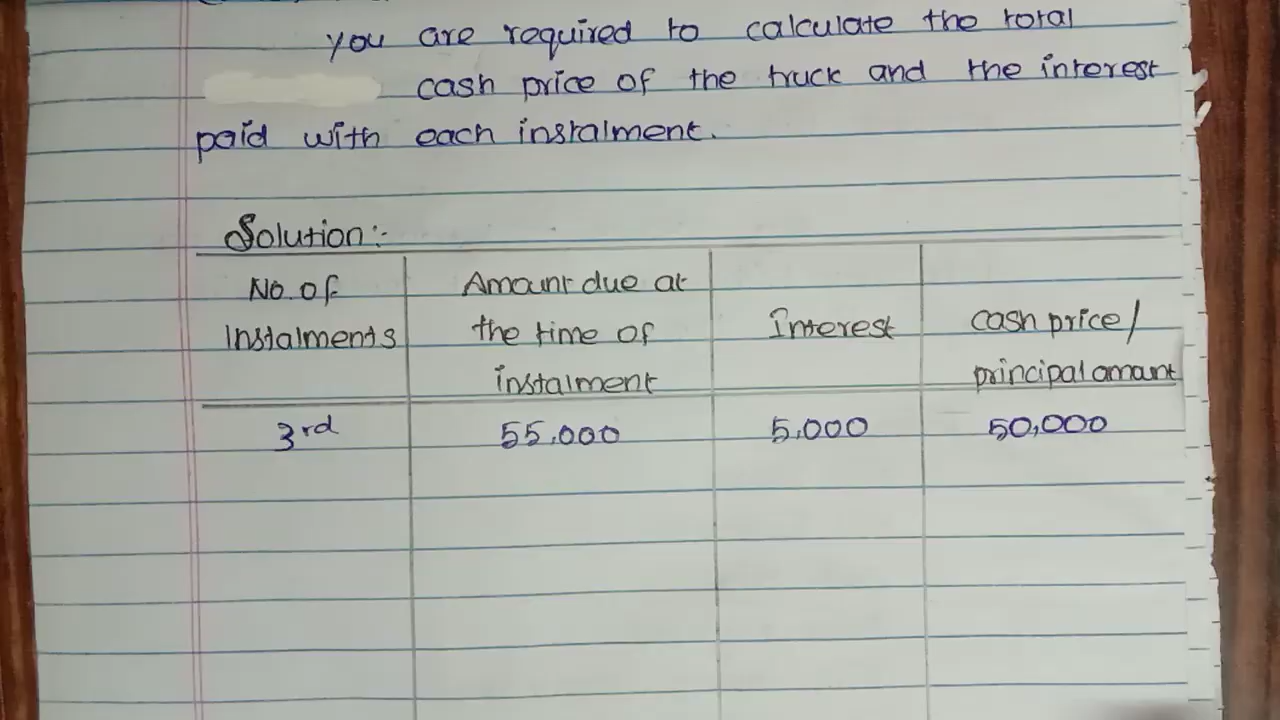 you are required to calculate the total
cash price of the truck and the interest
paid with each instalment.
Solution:-
No. of Instalments | Amount due at the time of instalment | Interest | cash price/ principal amount
3rd | 55,000 | 5,000 | 50,000